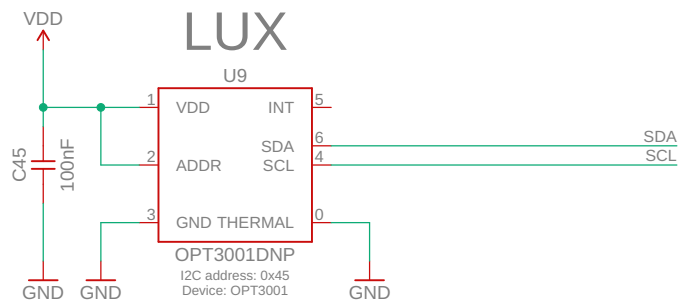 VDD
LUX
U9
1 VDD INT 5
SDA 6 SDA
2 ADDR SCL 4 SCL
C45
100nF
3 GND THERMAL 0
OPT3001DNP
I2C address: 0x45
Device: OPT3001
GND GND GND